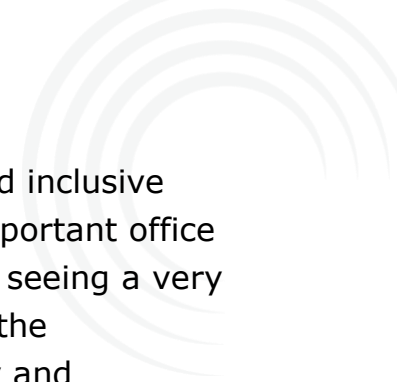 d inclusive
portant office
seeing a very
the
and